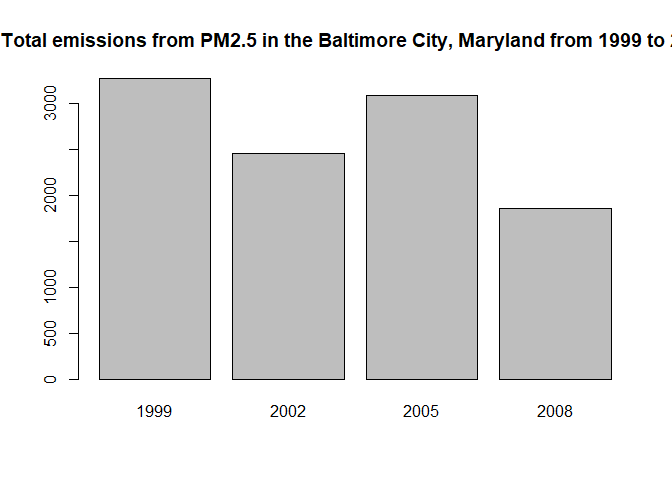 Total emissions from PM2.5 in the Baltimore City, Maryland from 1999 to
3000
2000
1000
500
0
1999 2002 2005 2008